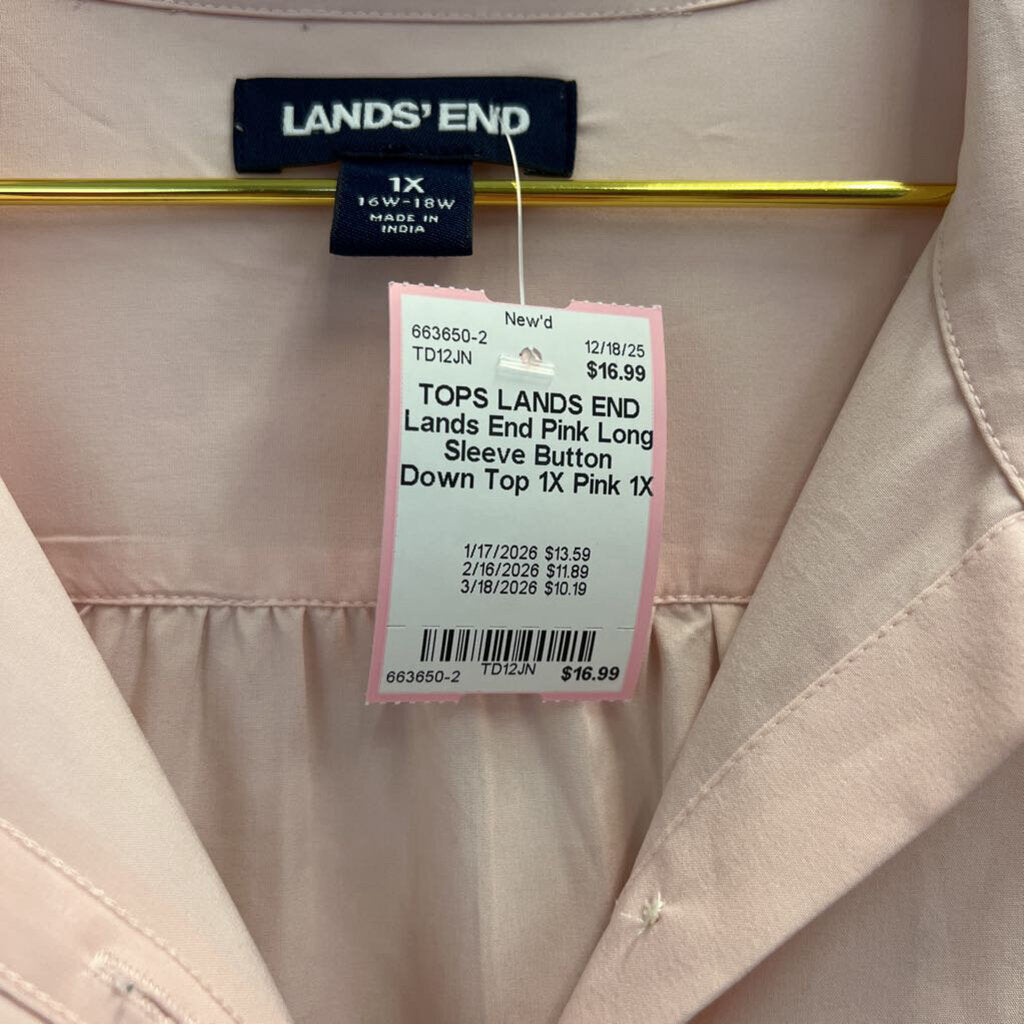 LANDS' END
1X
16W-18W
MADE IN
INDIA
New'd
663650-2
12/18/25
TD12JN
$16.99
TOPS LANDS END
Lands End Pink Long
Sleeve Button
Down Top 1X Pink 1X
1/17/2026 $13.59
2/16/2026 $11.89
3/18/2026 $10.19
663650-2 TD12JN $16.99